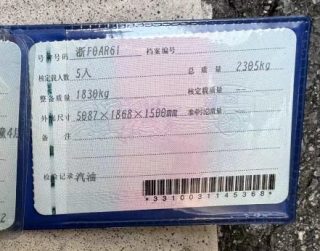 号牌号码 浙F0AR61 档案编号
核定载人数 5人 总质量 2305kg
整备质量 1830kg 核定载质量
外廓尺寸 5087×1868×1500mm 准牵引总质量
备注
检验记录 汽油
*3310031145368*